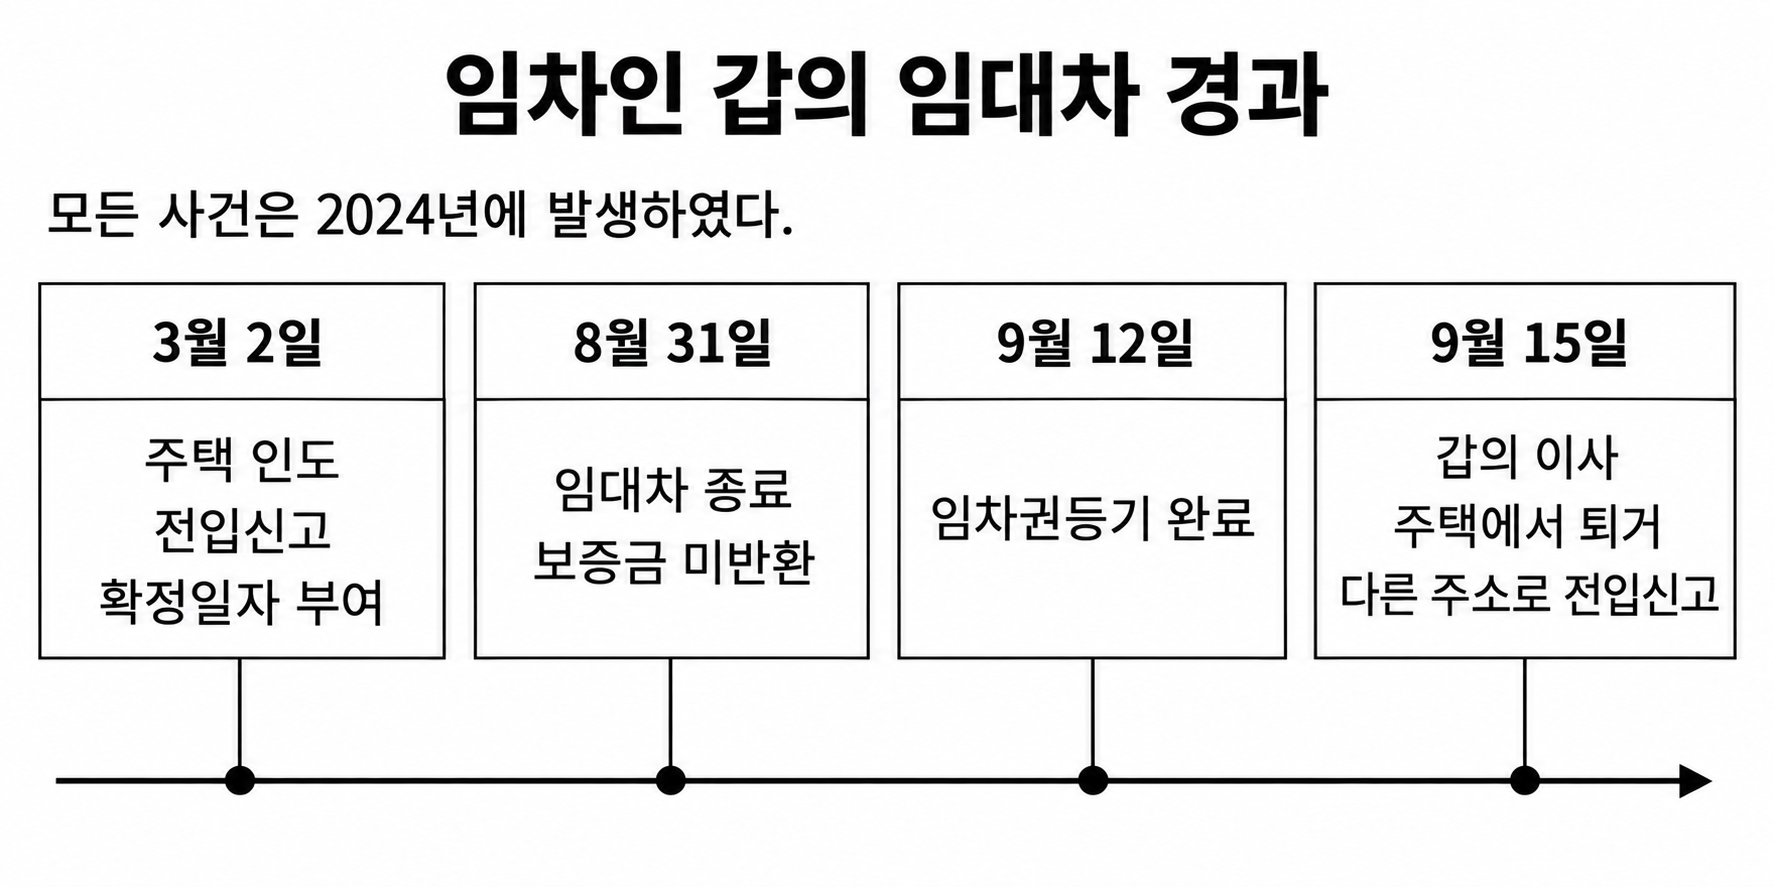 임차인 갑의 임대차 경과
모든 사건은 2024년에 발생하였다.
3월 2일
주택 인도
전입신고
확정일자 부여
8월 31일
임대차 종료
보증금 미반환
9월 12일
임차권등기 완료
9월 15일
갑의 이사
주택에서 퇴거
다른 주소로 전입신고